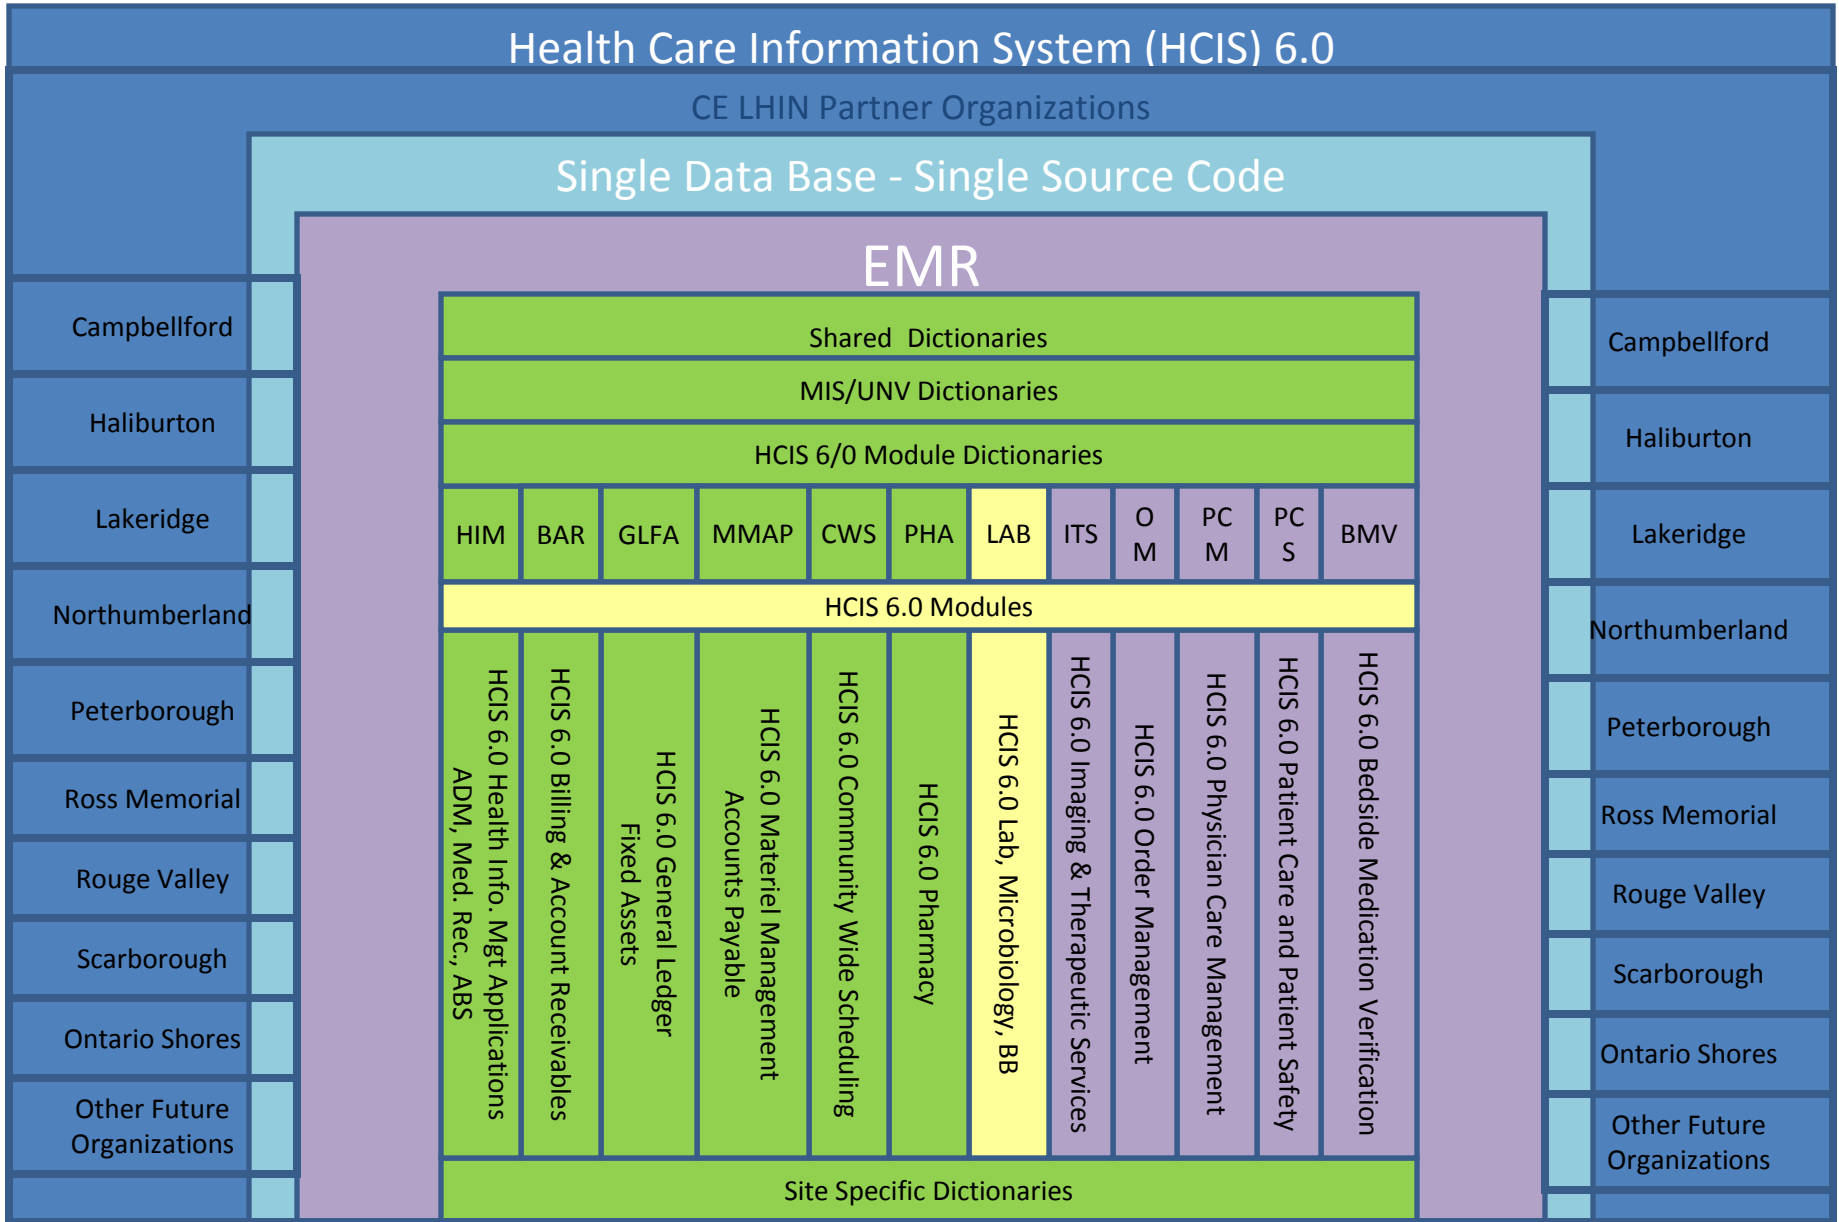 Health Care Information System (HCIS) 6.0
CE LHIN Partner Organizations
Single Data Base - Single Source Code
EMR
Campbellford
Haliburton
Lakeridge
Northumberland
Peterborough
Ross Memorial
Rouge Valley
Scarborough
Ontario Shores
Other Future
Organizations
Shared Dictionaries
MIS/UNV Dictionaries
HCIS 6/0 Module Dictionaries
HIM
BAR
GLFA
MMAP
CWS
PHA
LAB
ITS
O
M
PC
M
PC
S
BMV
HCIS 6.0 Modules
HCIS 6.0 Health Info. Mgt Applications
ADM, Med. Rec., ABS
HCIS 6.0 Billing & Account Receivables
HCIS 6.0 General Ledger
Fixed Assets
HCIS 6.0 Materiel Management
Accounts Payable
HCIS 6.0 Community Wide Scheduling
HCIS 6.0 Pharmacy
HCIS 6.0 Lab, Microbiology, BB
HCIS 6.0 Imaging & Therapeutic Services
HCIS 6.0 Order Management
HCIS 6.0 Physician Care Management
HCIS 6.0 Patient Care and Patient Safety
HCIS 6.0 Bedside Medication Verification
Site Specific Dictionaries
Campbellford
Haliburton
Lakeridge
Northumberland
Peterborough
Ross Memorial
Rouge Valley
Scarborough
Ontario Shores
Other Future
Organizations